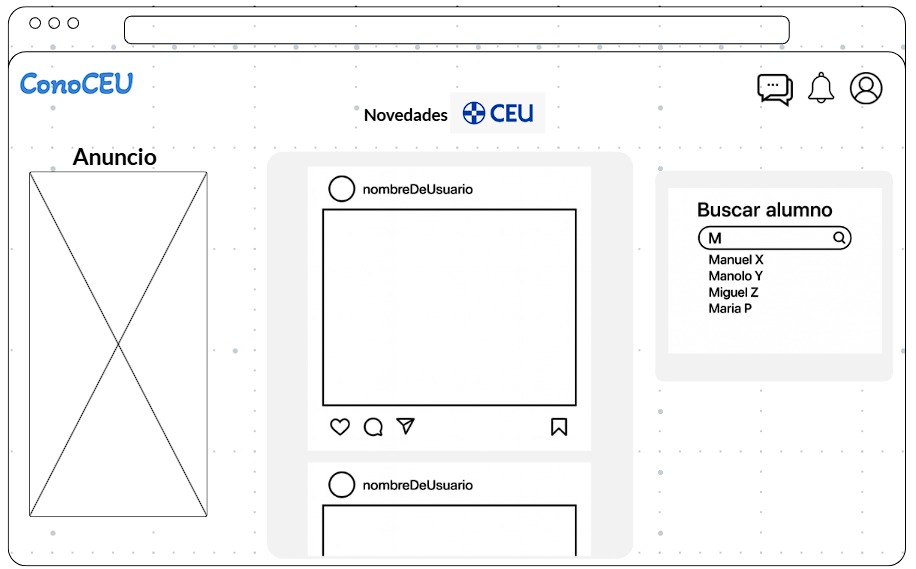 ConoCEU
Novedades CEU
Anuncio
nombreDeUsuario
nombreDeUsuario
Buscar alumno
M
Manuel X
Manolo Y
Miguel Z
Maria P